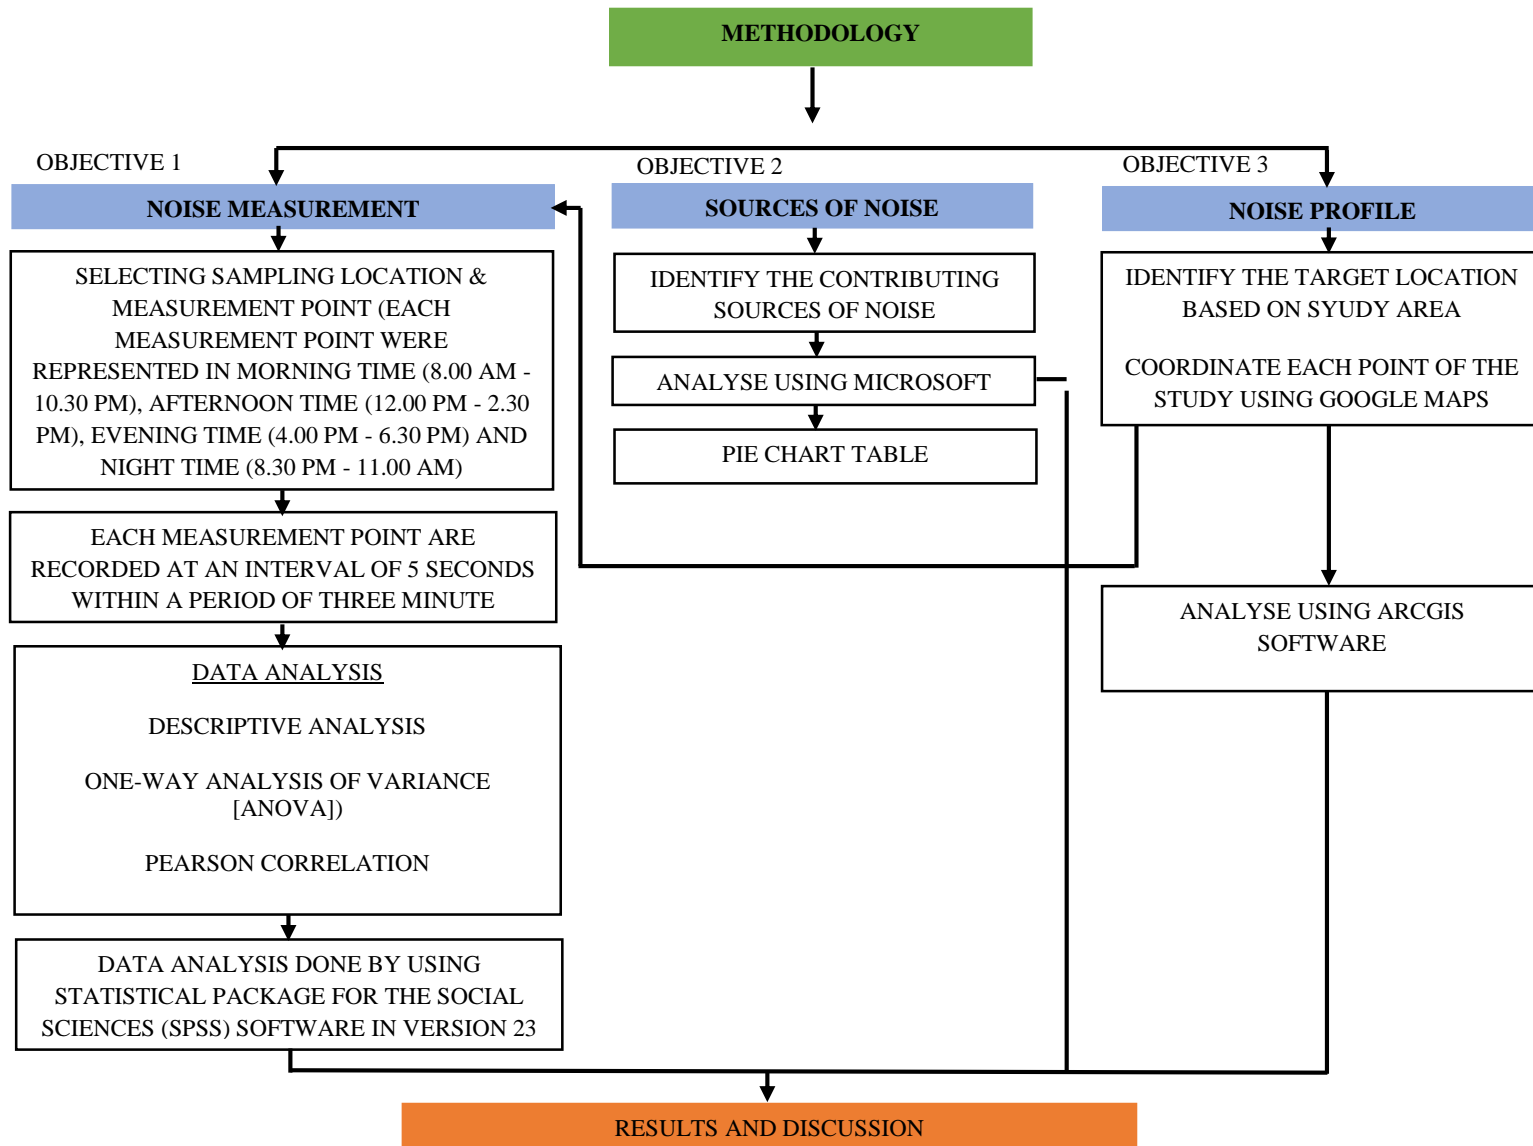 METHODOLOGY
OBJECTIVE 1
NOISE MEASUREMENT
SELECTING SAMPLING LOCATION &
MEASUREMENT POINT (EACH
MEASUREMENT POINT WERE
REPRESENTED IN MORNING TIME (8.00 AM -
10.30 PM), AFTERNOON TIME (12.00 PM - 2.30
PM), EVENING TIME (4.00 PM - 6.30 PM) AND
NIGHT TIME (8.30 PM - 11.00 AM)
EACH MEASUREMENT POINT ARE
RECORDED AT AN INTERVAL OF 5 SECONDS
WITHIN A PERIOD OF THREE MINUTE
DATA ANALYSIS
DESCRIPTIVE ANALYSIS
ONE-WAY ANALYSIS OF VARIANCE
[ANOVA])
PEARSON CORRELATION
DATA ANALYSIS DONE BY USING
STATISTICAL PACKAGE FOR THE SOCIAL
SCIENCES (SPSS) SOFTWARE IN VERSION 23
OBJECTIVE 2
SOURCES OF NOISE
IDENTIFY THE CONTRIBUTING
SOURCES OF NOISE
ANALYSE USING MICROSOFT
PIE CHART TABLE
OBJECTIVE 3
NOISE PROFILE
IDENTIFY THE TARGET LOCATION
BASED ON SYUDY AREA
COORDINATE EACH POINT OF THE
STUDY USING GOOGLE MAPS
ANALYSE USING ARCGIS
SOFTWARE
RESULTS AND DISCUSSION